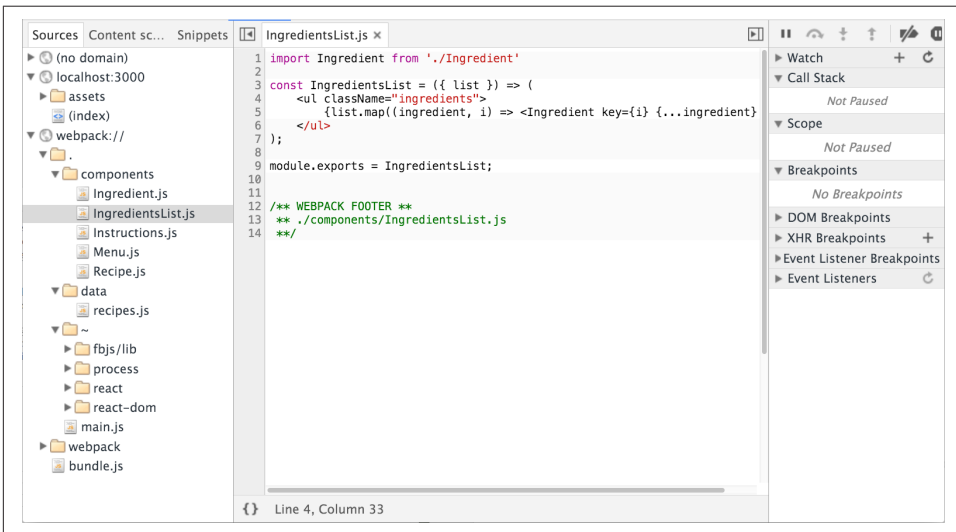 Sources Content sc... Snippets
(no domain)
localhost:3000
assets
(index)
webpack://
.
components
Ingredient.js
IngredientsList.js
Instructions.js
Menu.js
Recipe.js
data
recipes.js
~
fbjs/lib
process
react
react-dom
main.js
webpack
bundle.js
IngredientsList.js ×
1 import Ingredient from './Ingredient'
2
3 const IngredientsList = ({ list }) => (
4 <ul className="ingredients">
5 {list.map((ingredient, i) => <Ingredient key={i} {...ingredient}
6 </ul>
7 );
8
9 module.exports = IngredientsList;
10
11
12 /** WEBPACK FOOTER **
13 ** ./components/IngredientsList.js
14 **/
{} Line 4, Column 33
Watch
Call Stack
Not Paused
Scope
Not Paused
Breakpoints
No Breakpoints
DOM Breakpoints
XHR Breakpoints
Event Listener Breakpoints
Event Listeners